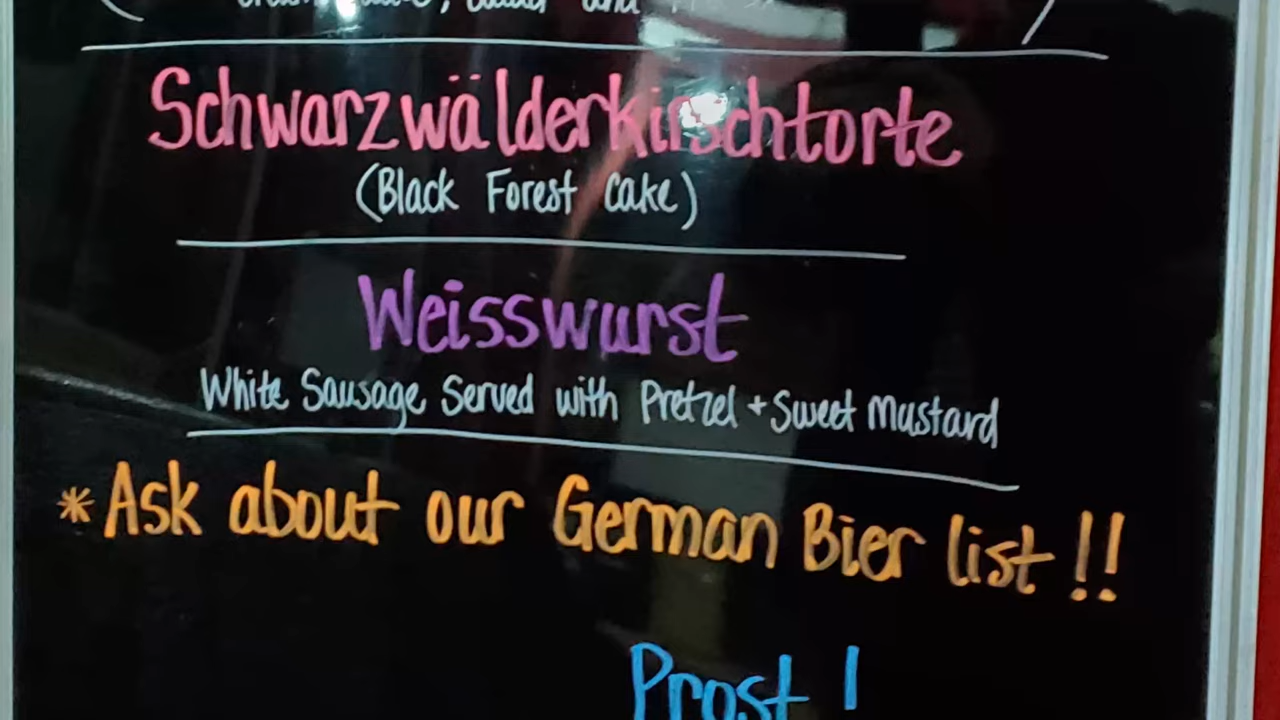 and
Schwarzwälderkirschtorte
(Black Forest Cake)
Weisswurst
White Sausage Served with Pretzel + Sweet Mustard
*Ask about our German Bier list !!
Prost !